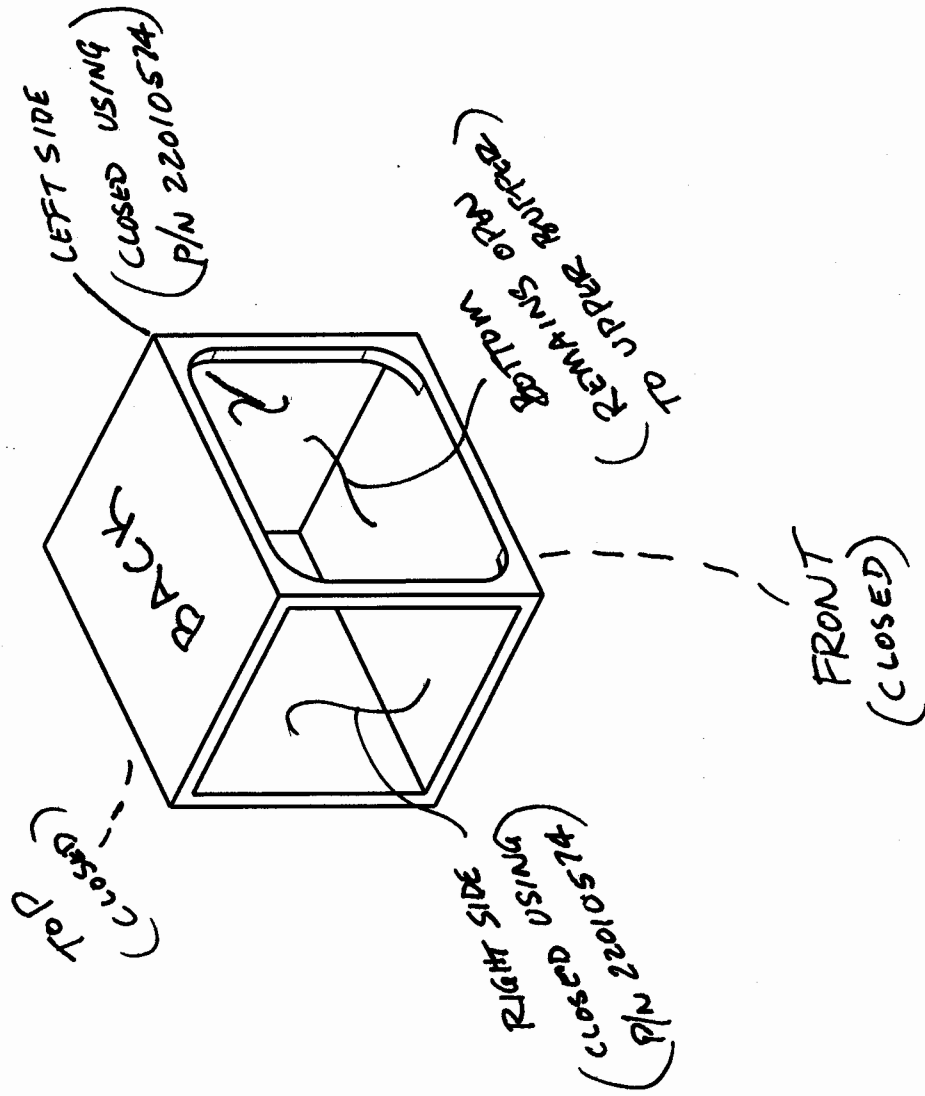 TOP
(CLOSED)
BACK
LEFT SIDE
(CLOSED USING
P/N 22010574)
BOTTOM
(REMAINS OPEN
TO UPPER BUFFER)
RIGHT SIDE
(CLOSED USING
P/N 22010574)
FRONT
(CLOSED)